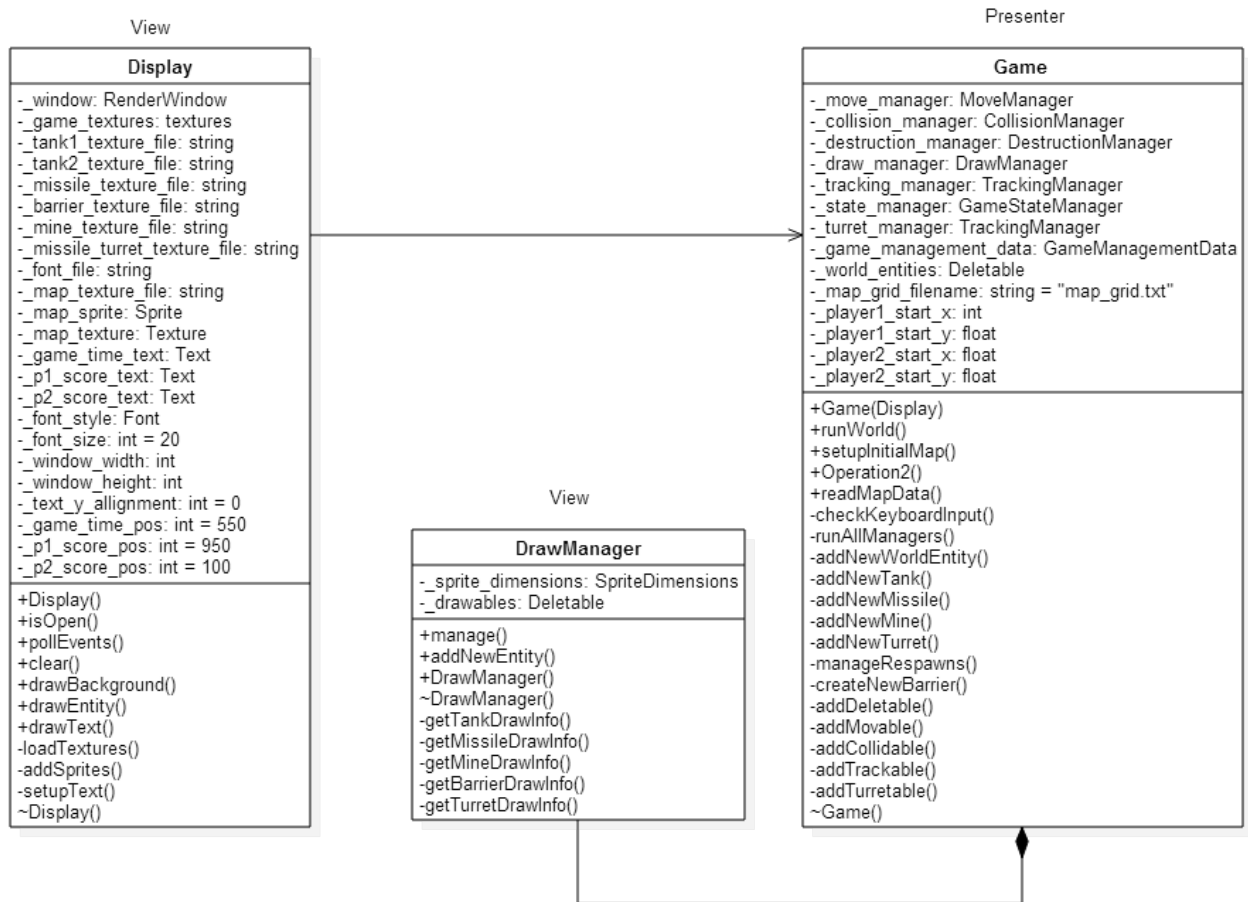 View
Display
-_window: RenderWindow
-_game_textures: textures
-_tank1_texture_file: string
-_tank2_texture_file: string
-_missile_texture_file: string
-_barrier_texture_file: string
-_mine_texture_file: string
-_missile_turret_texture_file: string
-_font_file: string
-_map_texture_file: string
-_map_sprite: Sprite
-_map_texture: Texture
-_game_time_text: Text
-_p1_score_text: Text
-_p2_score_text: Text
-_font_style: Font
-_font_size: int = 20
-_window_width: int
-_window_height: int
-_text_y_allignment: int = 0
-_game_time_pos: int = 550
-_p1_score_pos: int = 950
-_p2_score_pos: int = 100
+Display()
+isOpen()
+pollEvents()
+clear()
+drawBackground()
+drawEntity()
+drawText()
-loadTextures()
-addSprites()
-setupText()
~Display()
View
DrawManager
-_sprite_dimensions: SpriteDimensions
-_drawables: Deletable
+manage()
+addNewEntity()
+DrawManager()
~DrawManager()
-getTankDrawInfo()
-getMissileDrawInfo()
-getMineDrawInfo()
-getBarrierDrawInfo()
-getTurretDrawInfo()
Presenter
Game
-_move_manager: MoveManager
-_collision_manager: CollisionManager
-_destruction_manager: DestructionManager
-_draw_manager: DrawManager
-_tracking_manager: TrackingManager
-_state_manager: GameStateManager
-_turret_manager: TrackingManager
-_game_management_data: GameManagementData
-_world_entities: Deletable
-_map_grid_filename: string = "map_grid.txt"
-_player1_start_x: int
-_player1_start_y: float
-_player2_start_x: float
-_player2_start_y: float
+Game(Display)
+runWorld()
+setupInitialMap()
+Operation2()
+readMapData()
-checkKeyboardInput()
-runAllManagers()
-addNewWorldEntity()
-addNewTank()
-addNewMissile()
-addNewMine()
-addNewTurret()
-manageRespawns()
-createNewBarrier()
-addDeletable()
-addMovable()
-addCollidable()
-addTrackable()
-addTurretable()
~Game()